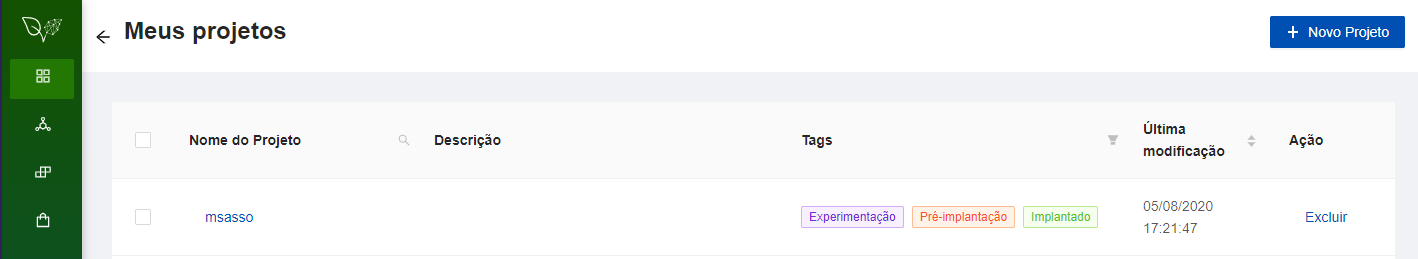 Meus projetos
+ Novo Projeto
Nome do Projeto Descrição Tags Última modificação Ação
msasso Experimentação Pré-implantação Implantado 05/08/2020 17:21:47 Excluir